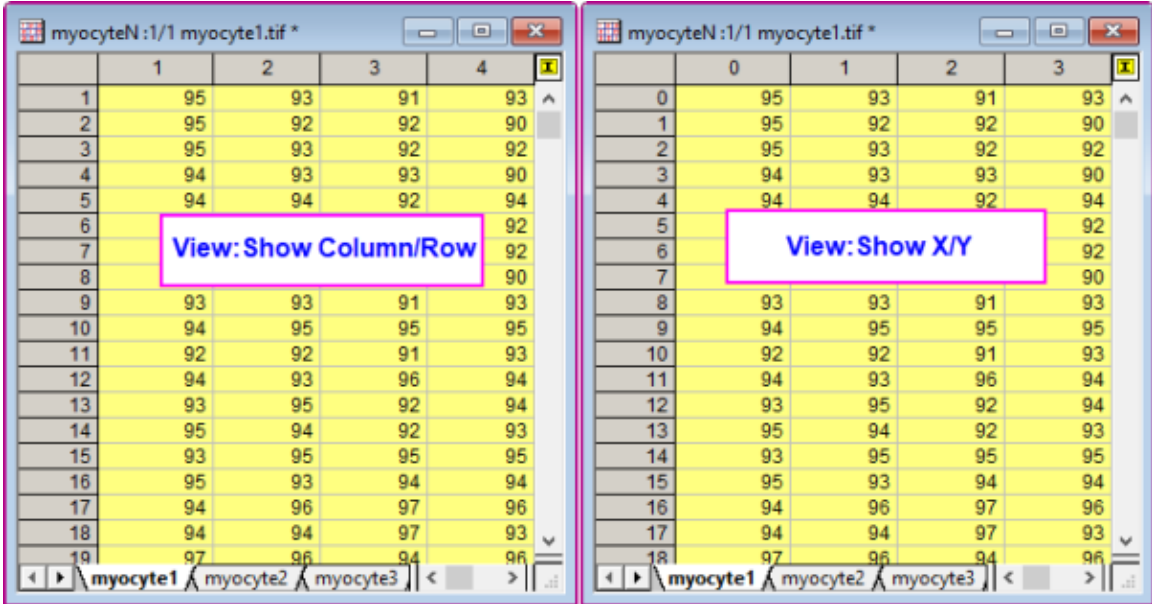 myocyteN :1/1 myocyte1.tif *
1 2 3 4
1 95 93 91 93
2 95 92 92 90
3 95 93 92 92
4 94 93 93 90
5 94 94 92 94
6 92
7 92
8 90
View: Show Column/Row
9 93 93 91 93
10 94 95 95 95
11 92 92 91 93
12 94 93 96 94
13 93 95 92 94
14 95 94 92 93
15 93 95 95 95
16 95 93 94 94
17 94 96 97 96
18 94 94 97 93
19 97 96 94 96
myocyte1 myocyte2 myocyte3
myocyteN :1/1 myocyte1.tif *
0 1 2 3
0 95 93 91 93
1 95 92 92 90
2 95 93 92 92
3 94 93 93 90
4 94 94 92 94
5 92
6 92
7 90
View: Show X/Y
8 93 93 91 93
9 94 95 95 95
10 92 92 91 93
11 94 93 96 94
12 93 95 92 94
13 95 94 92 93
14 93 95 95 95
15 95 93 94 94
16 94 96 97 96
17 94 94 97 93
18 97 96 94 96
myocyte1 myocyte2 myocyte3